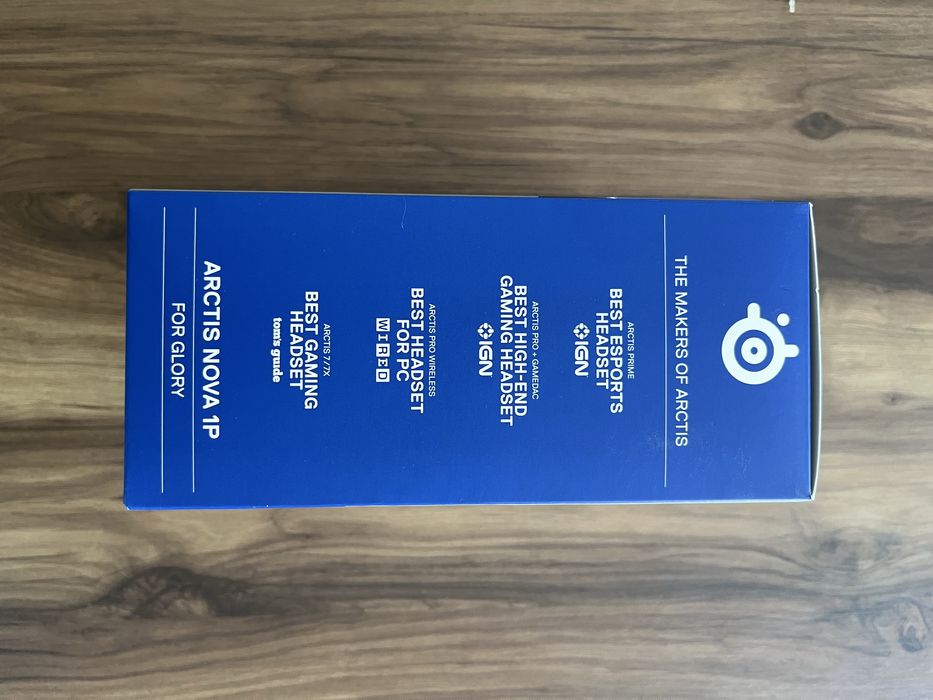 THE MAKERS OF ARCTIS
ARCTIS PRIME
BEST ESPORTS
HEADSET
IGN
ARCTIS PRO + GAMEDAC
BEST HIGH-END
GAMING HEADSET
IGN
ARCTIS PRO WIRELESS
BEST HEADSET
FOR PC
WIRED
ARCTIS 7/7X
BEST GAMING
HEADSET
tom's guide
ARCTIS NOVA 1P
FOR GLORY